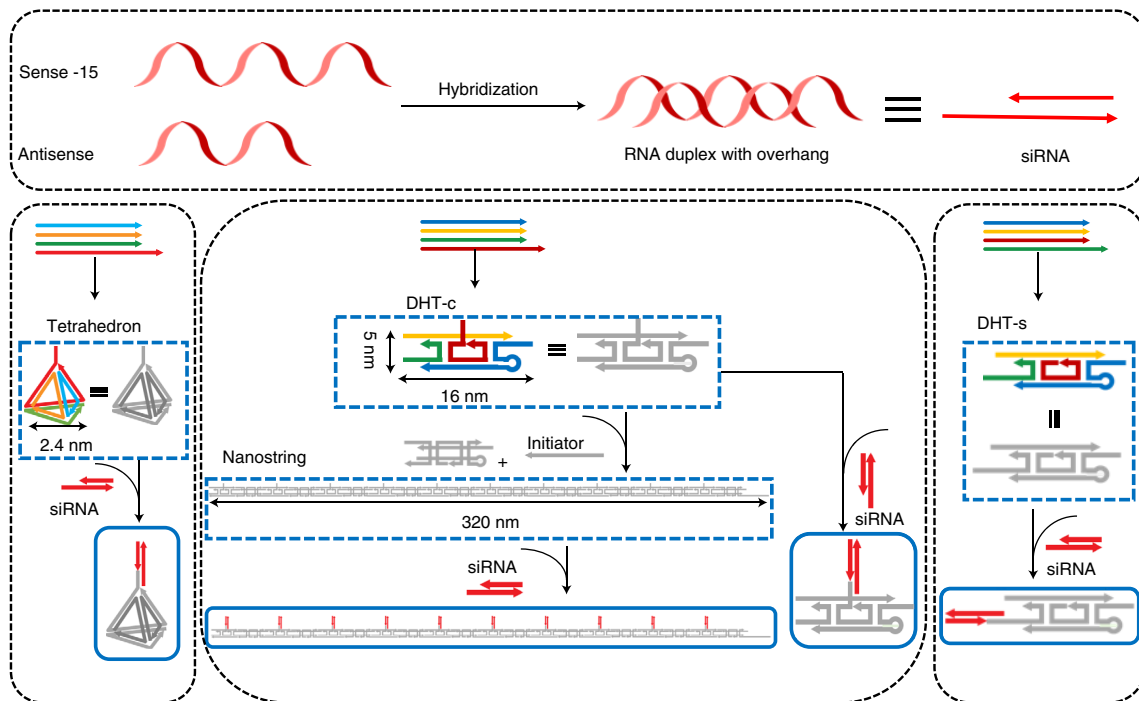 Sense -15
Hybridization
Antisense
RNA duplex with overhang
siRNA
Tetrahedron
2.4 nm
siRNA
DHT-c
5 nm
16 nm
Nanostring
+
Initiator
320 nm
siRNA
siRNA
DHT-s
siRNA